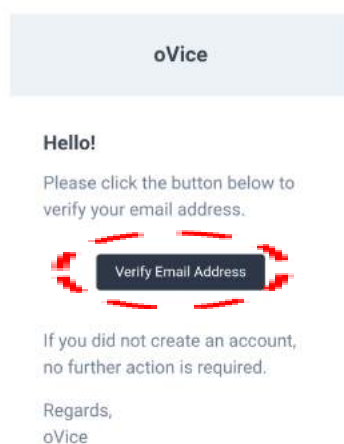 oVice
Hello!
Please click the button below to
verify your email address.
Verify Email Address
If you did not create an account,
no further action is required.
Regards,
oVice